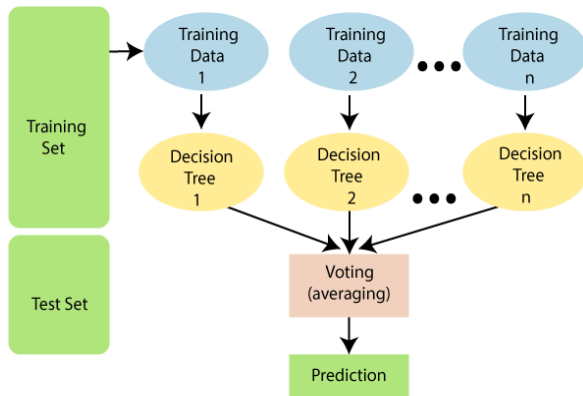 Training
Set
Training
Data
1
Training
Data
2
Training
Data
n
Decision
Tree
1
Decision
Tree
2
Decision
Tree
n
Test Set
Voting
(averaging)
Prediction